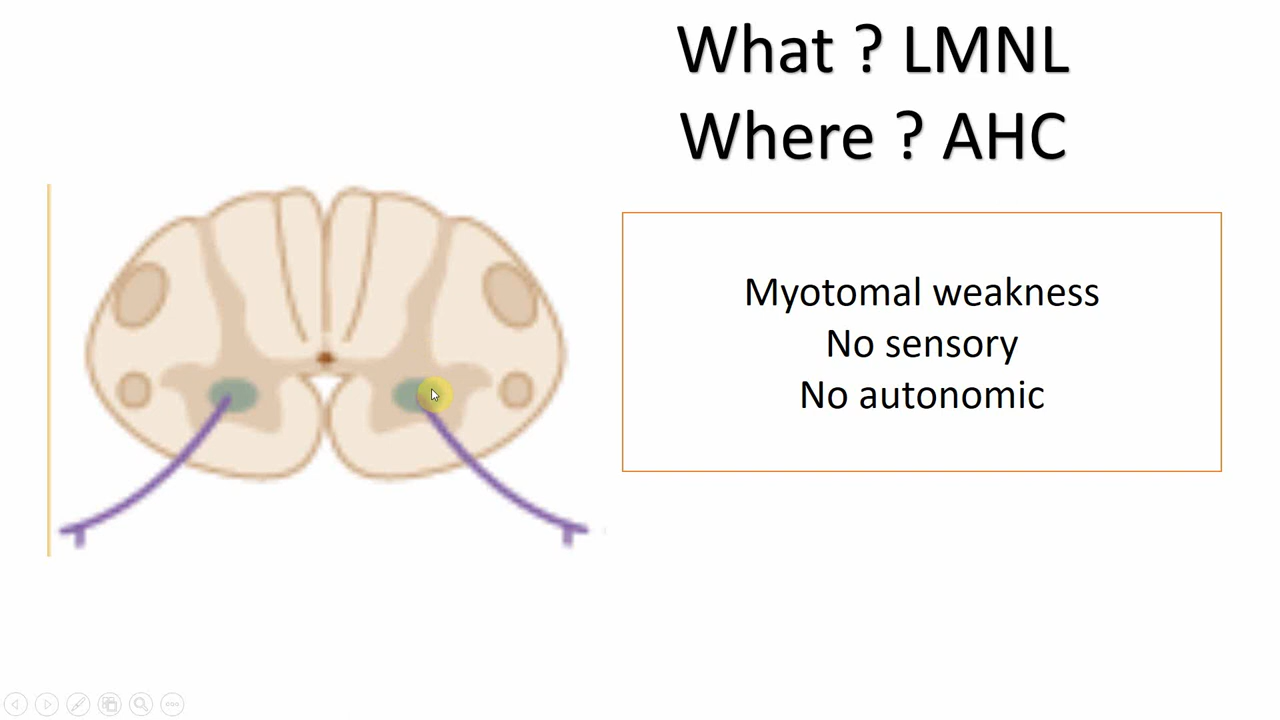 What ? LMNL
Where ? AHC
Myotomal weakness
No sensory
No autonomic